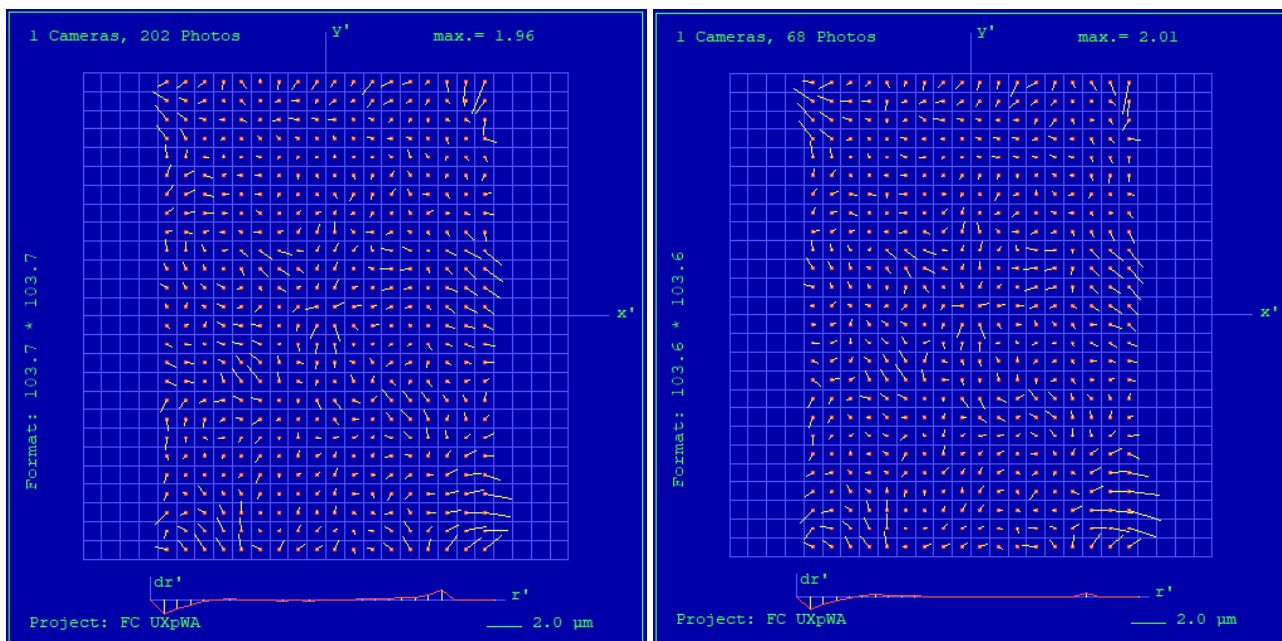 1 Cameras, 202 Photos
y'
max.= 1.96
x'
Format: 103.7 * 103.7
dr'
r'
Project: FC UXpWA
2.0 µm
1 Cameras, 68 Photos
y'
max.= 2.01
x'
Format: 103.6 * 103.6
dr'
r'
Project: FC UXpWA
2.0 µm